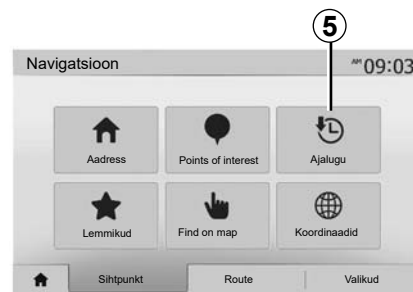 5
Navigatsioon AM 09:03
Aadress Points of interest Ajalugu
Lemmikud Find on map Koordinaadid
Sihtpunkt Route Valikud